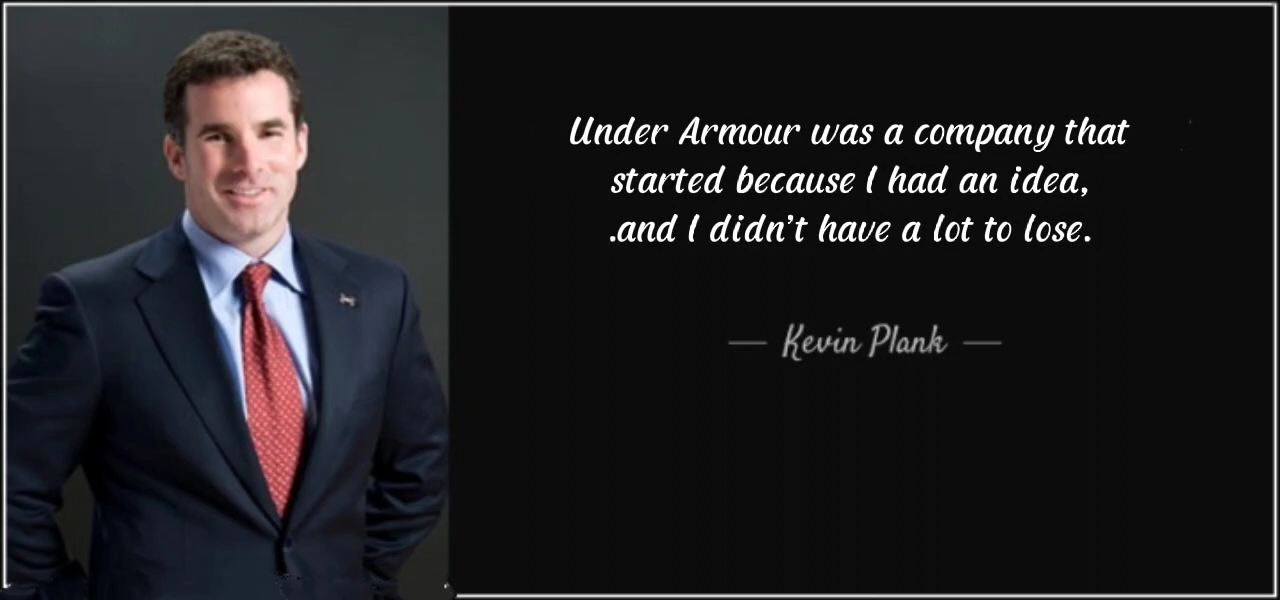 Under Armour was a company that
started because I had an idea,
.and I didn't have a lot to lose.
— Kevin Plank —